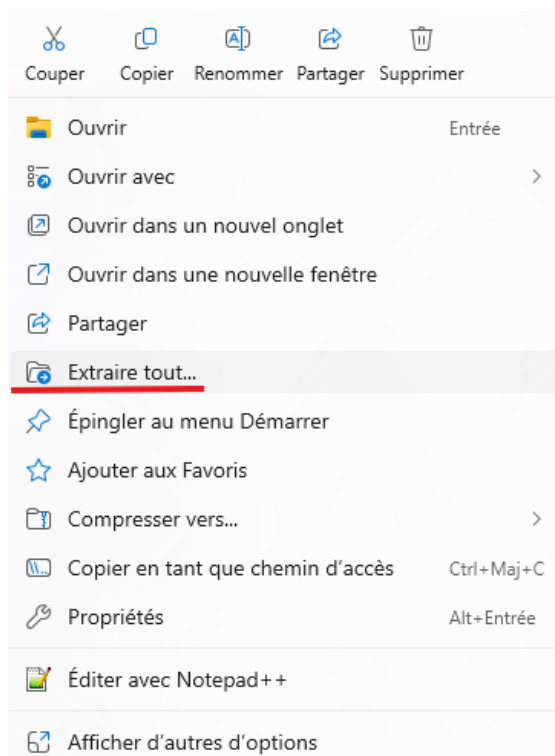 Couper Copier Renommer Partager Supprimer
Ouvrir Entrée
Ouvrir avec
Ouvrir dans un nouvel onglet
Ouvrir dans une nouvelle fenêtre
Partager
Extraire tout...
Épingler au menu Démarrer
Ajouter aux Favoris
Compresser vers...
Copier en tant que chemin d’accès Ctrl+Maj+C
Propriétés Alt+Entrée
Éditer avec Notepad++
Afficher d’autres d’options